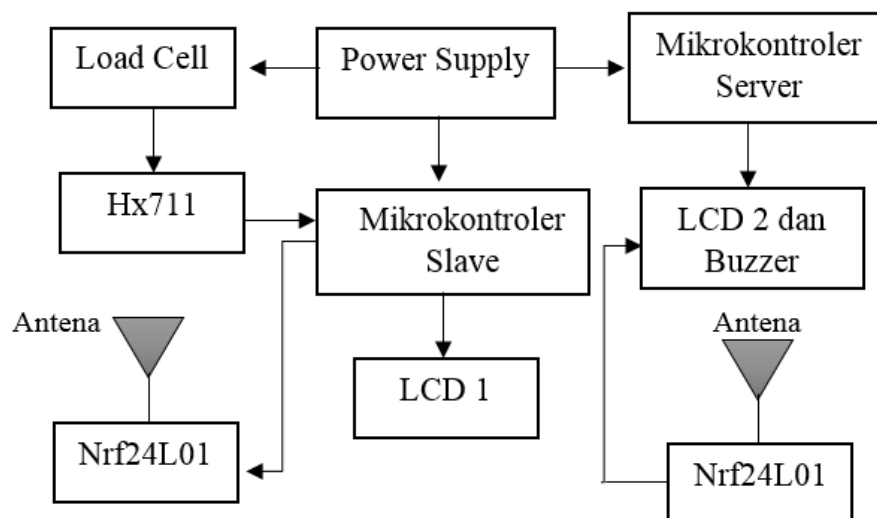 Load Cell
Power Supply
Mikrokontroler
Server
Hx711
Mikrokontroler
Slave
LCD 2 dan
Buzzer
Antena
Antena
LCD 1
Nrf24L01
Nrf24L01